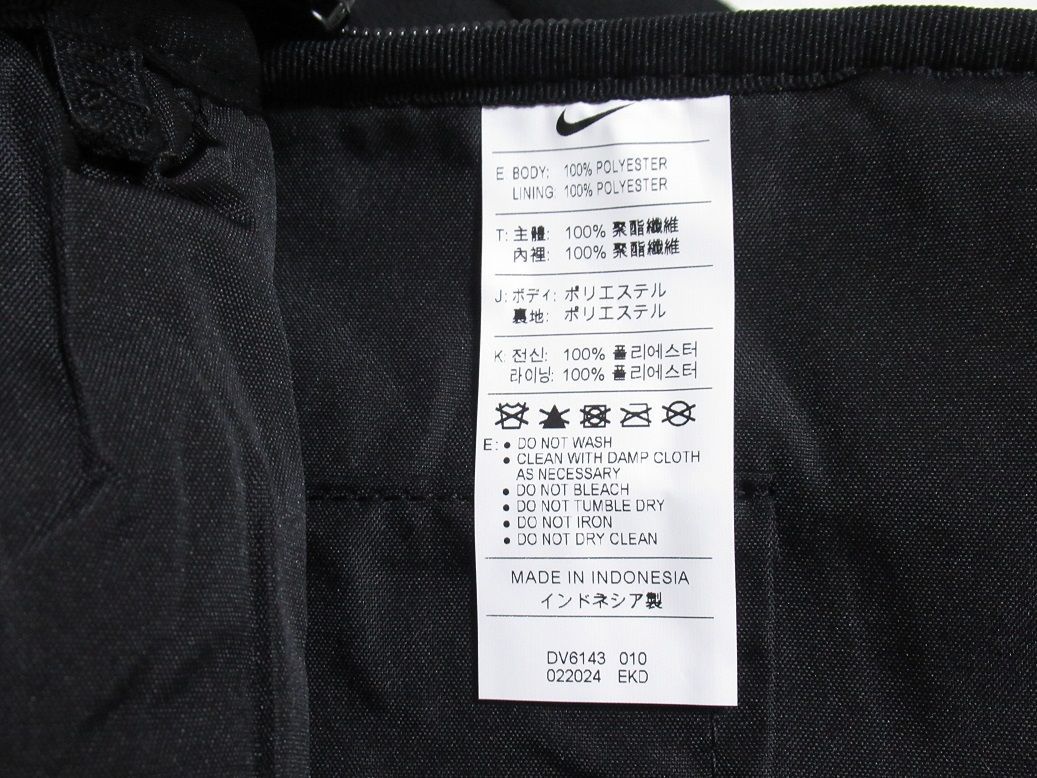 E: BODY: 100% POLYESTER
LINING: 100% POLYESTER
T: 主體: 100% 聚酯纖維
內裡: 100% 聚酯纖維
J: ボディ: ポリエステル
裏地: ポリエステル
K: 전신: 100% 폴리에스터
라이닝: 100% 폴리에스터
E: • DO NOT WASH
• CLEAN WITH DAMP CLOTH
AS NECESSARY
• DO NOT BLEACH
• DO NOT TUMBLE DRY
• DO NOT IRON
• DO NOT DRY CLEAN
MADE IN INDONESIA
インドネシア製
DV6143 010
022024 EKD